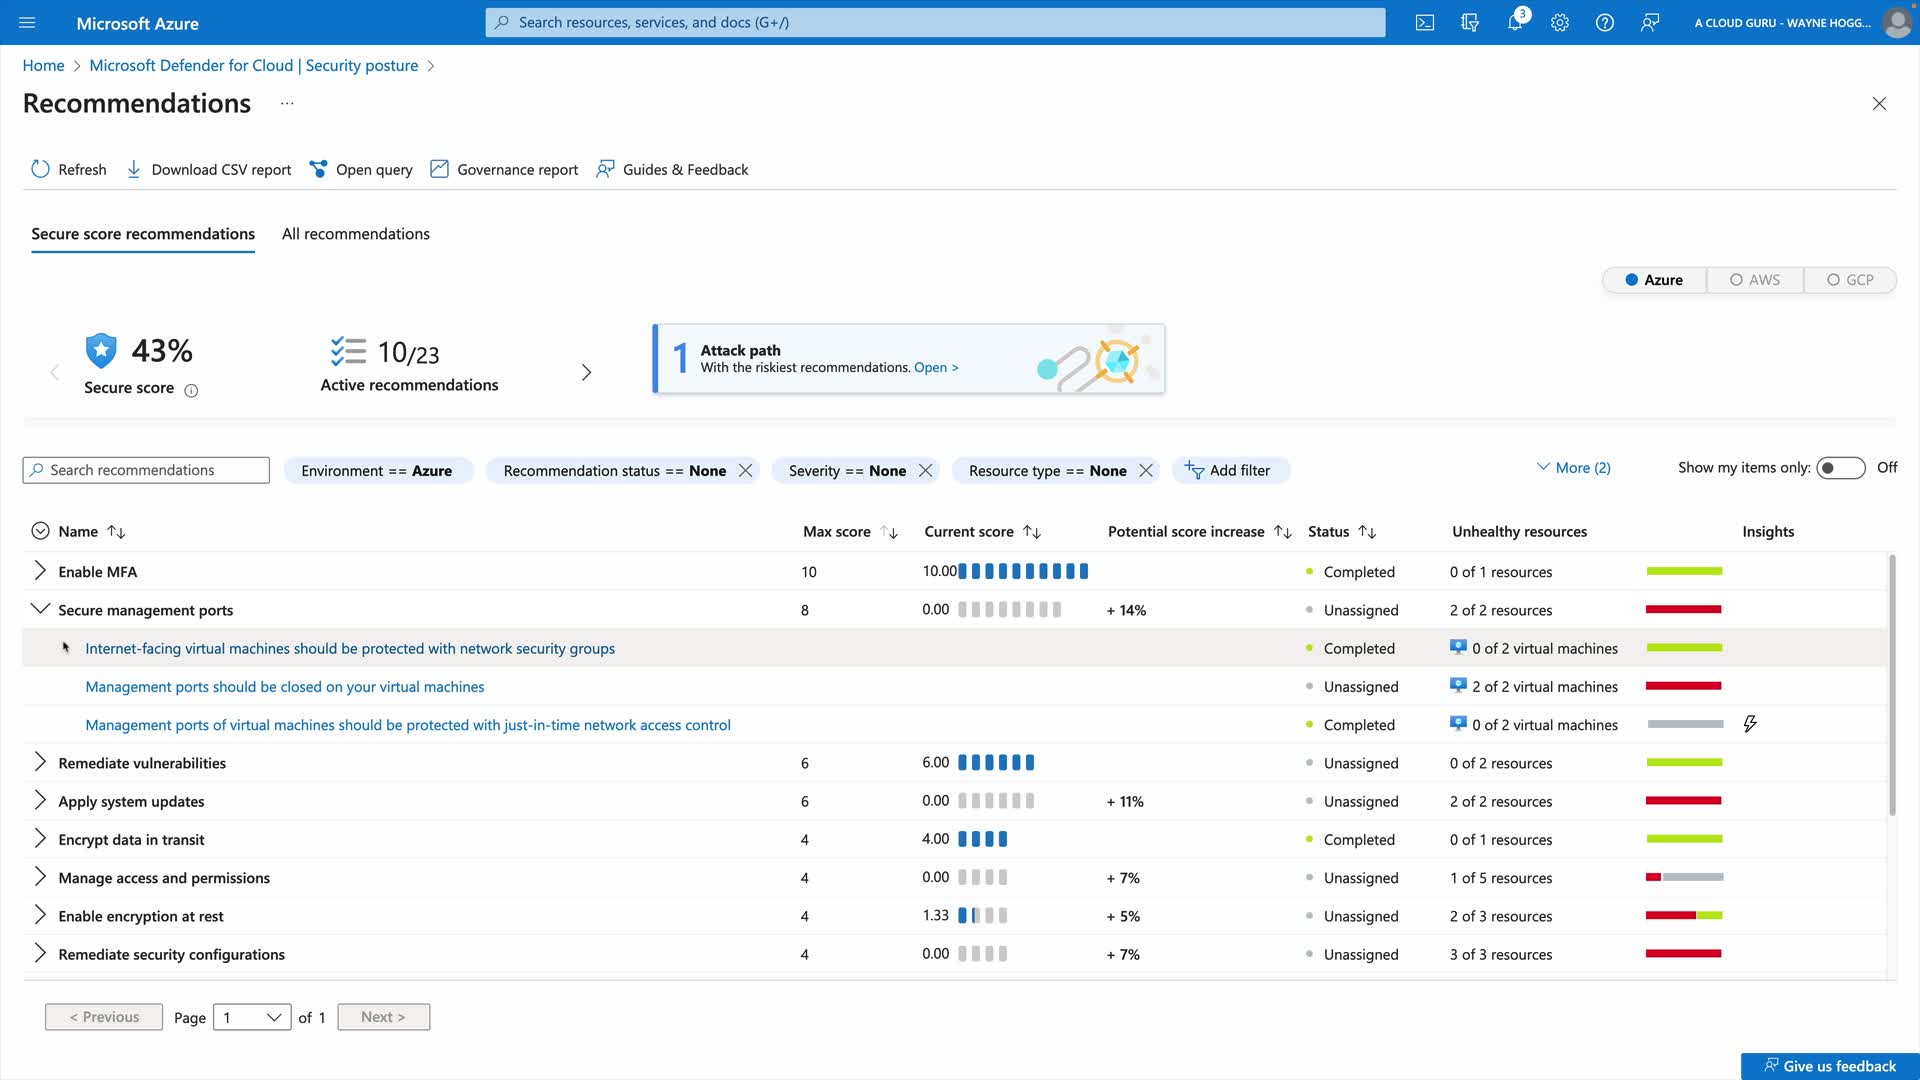 Microsoft Azure
Search resources, services, and docs (G+/)
3
A CLOUD GURU - WAYNE HOGG...
Home > Microsoft Defender for Cloud | Security posture >
Recommendations ...
Refresh Download CSV report Open query Governance report Guides & Feedback
Secure score recommendations All recommendations
Azure AWS GCP
43%
Secure score
10/23
Active recommendations
1 Attack path
With the riskiest recommendations. Open >
Search recommendations Environment == Azure Recommendation status == None Severity == None Resource type == None Add filter More (2) Show my items only: Off
Name Max score Current score Potential score increase Status Unhealthy resources Insights
Enable MFA 10 10.00 Completed 0 of 1 resources
Secure management ports 8 0.00 + 14% Unassigned 2 of 2 resources
Internet-facing virtual machines should be protected with network security groups Completed 0 of 2 virtual machines
Management ports should be closed on your virtual machines Unassigned 2 of 2 virtual machines
Management ports of virtual machines should be protected with just-in-time network access control Completed 0 of 2 virtual machines
Remediate vulnerabilities 6 6.00 Unassigned 0 of 2 resources
Apply system updates 6 0.00 + 11% Unassigned 2 of 2 resources
Encrypt data in transit 4 4.00 Completed 0 of 1 resources
Manage access and permissions 4 0.00 + 7% Unassigned 1 of 5 resources
Enable encryption at rest 4 1.33 + 5% Unassigned 2 of 3 resources
Remediate security configurations 4 0.00 + 7% Unassigned 3 of 3 resources
< Previous Page 1 of 1 Next >
Give us feedback